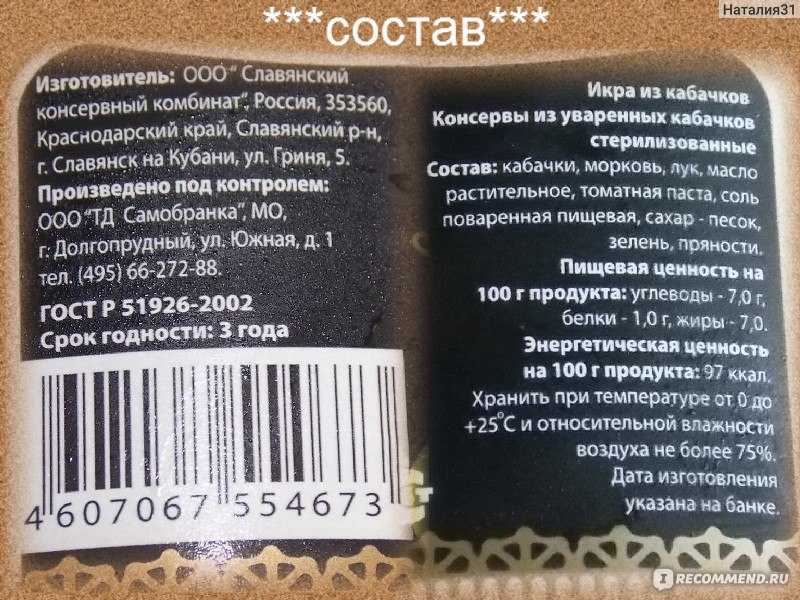 Наталия31
***состав***
Изготовитель: ООО "Славянский
консервный комбинат", Россия, 353560,
Краснодарский край, Славянский р-н,
г. Славянск на Кубани, ул. Гриня, 5.
Произведено под контролем:
ООО "ТД Самобранка", МО,
г. Долгопрудный, ул. Южная, д. 1
тел. (495) 66-272-88.
ГОСТ Р 51926-2002
Срок годности: 3 года
4 607067 554673
Икра из кабачков
Консервы из уваренных кабачков
стерилизованные
Состав: кабачки, морковь, лук, масло
растительное, томатная паста, соль
поваренная пищевая, сахар - песок,
зелень, пряности.
Пищевая ценность на
100 г продукта: углеводы - 7,0 г,
белки - 1,0 г, жиры - 7,0.
Энергетическая ценность
на 100 г продукта: 97 ккал.
Хранить при температуре от 0 до
+25°С и относительной влажности
воздуха не более 75%.
Дата изготовления
указана на банке.
I RECOMMEND.RU